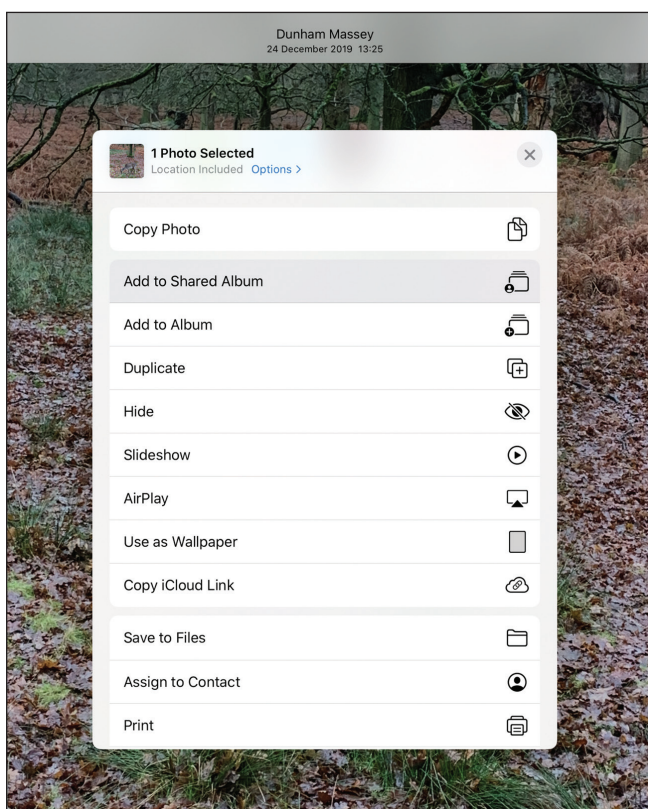 Dunham Massey
24 December 2019 13:25
1 Photo Selected
Location Included Options >
Copy Photo
Add to Shared Album
Add to Album
Duplicate
Hide
Slideshow
AirPlay
Use as Wallpaper
Copy iCloud Link
Save to Files
Assign to Contact
Print